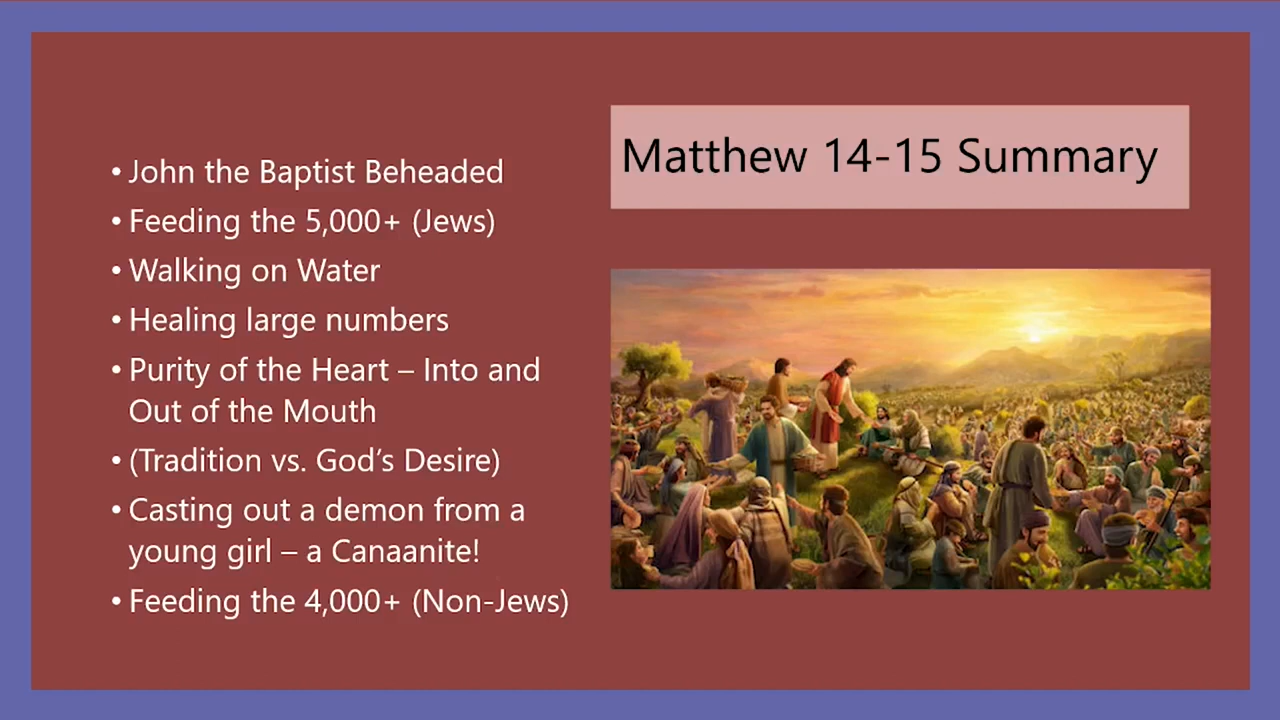 Matthew 14-15 Summary
• John the Baptist Beheaded
• Feeding the 5,000+ (Jews)
• Walking on Water
• Healing large numbers
• Purity of the Heart – Into and
Out of the Mouth
• (Tradition vs. God's Desire)
• Casting out a demon from a
young girl – a Canaanite!
• Feeding the 4,000+ (Non-Jews)